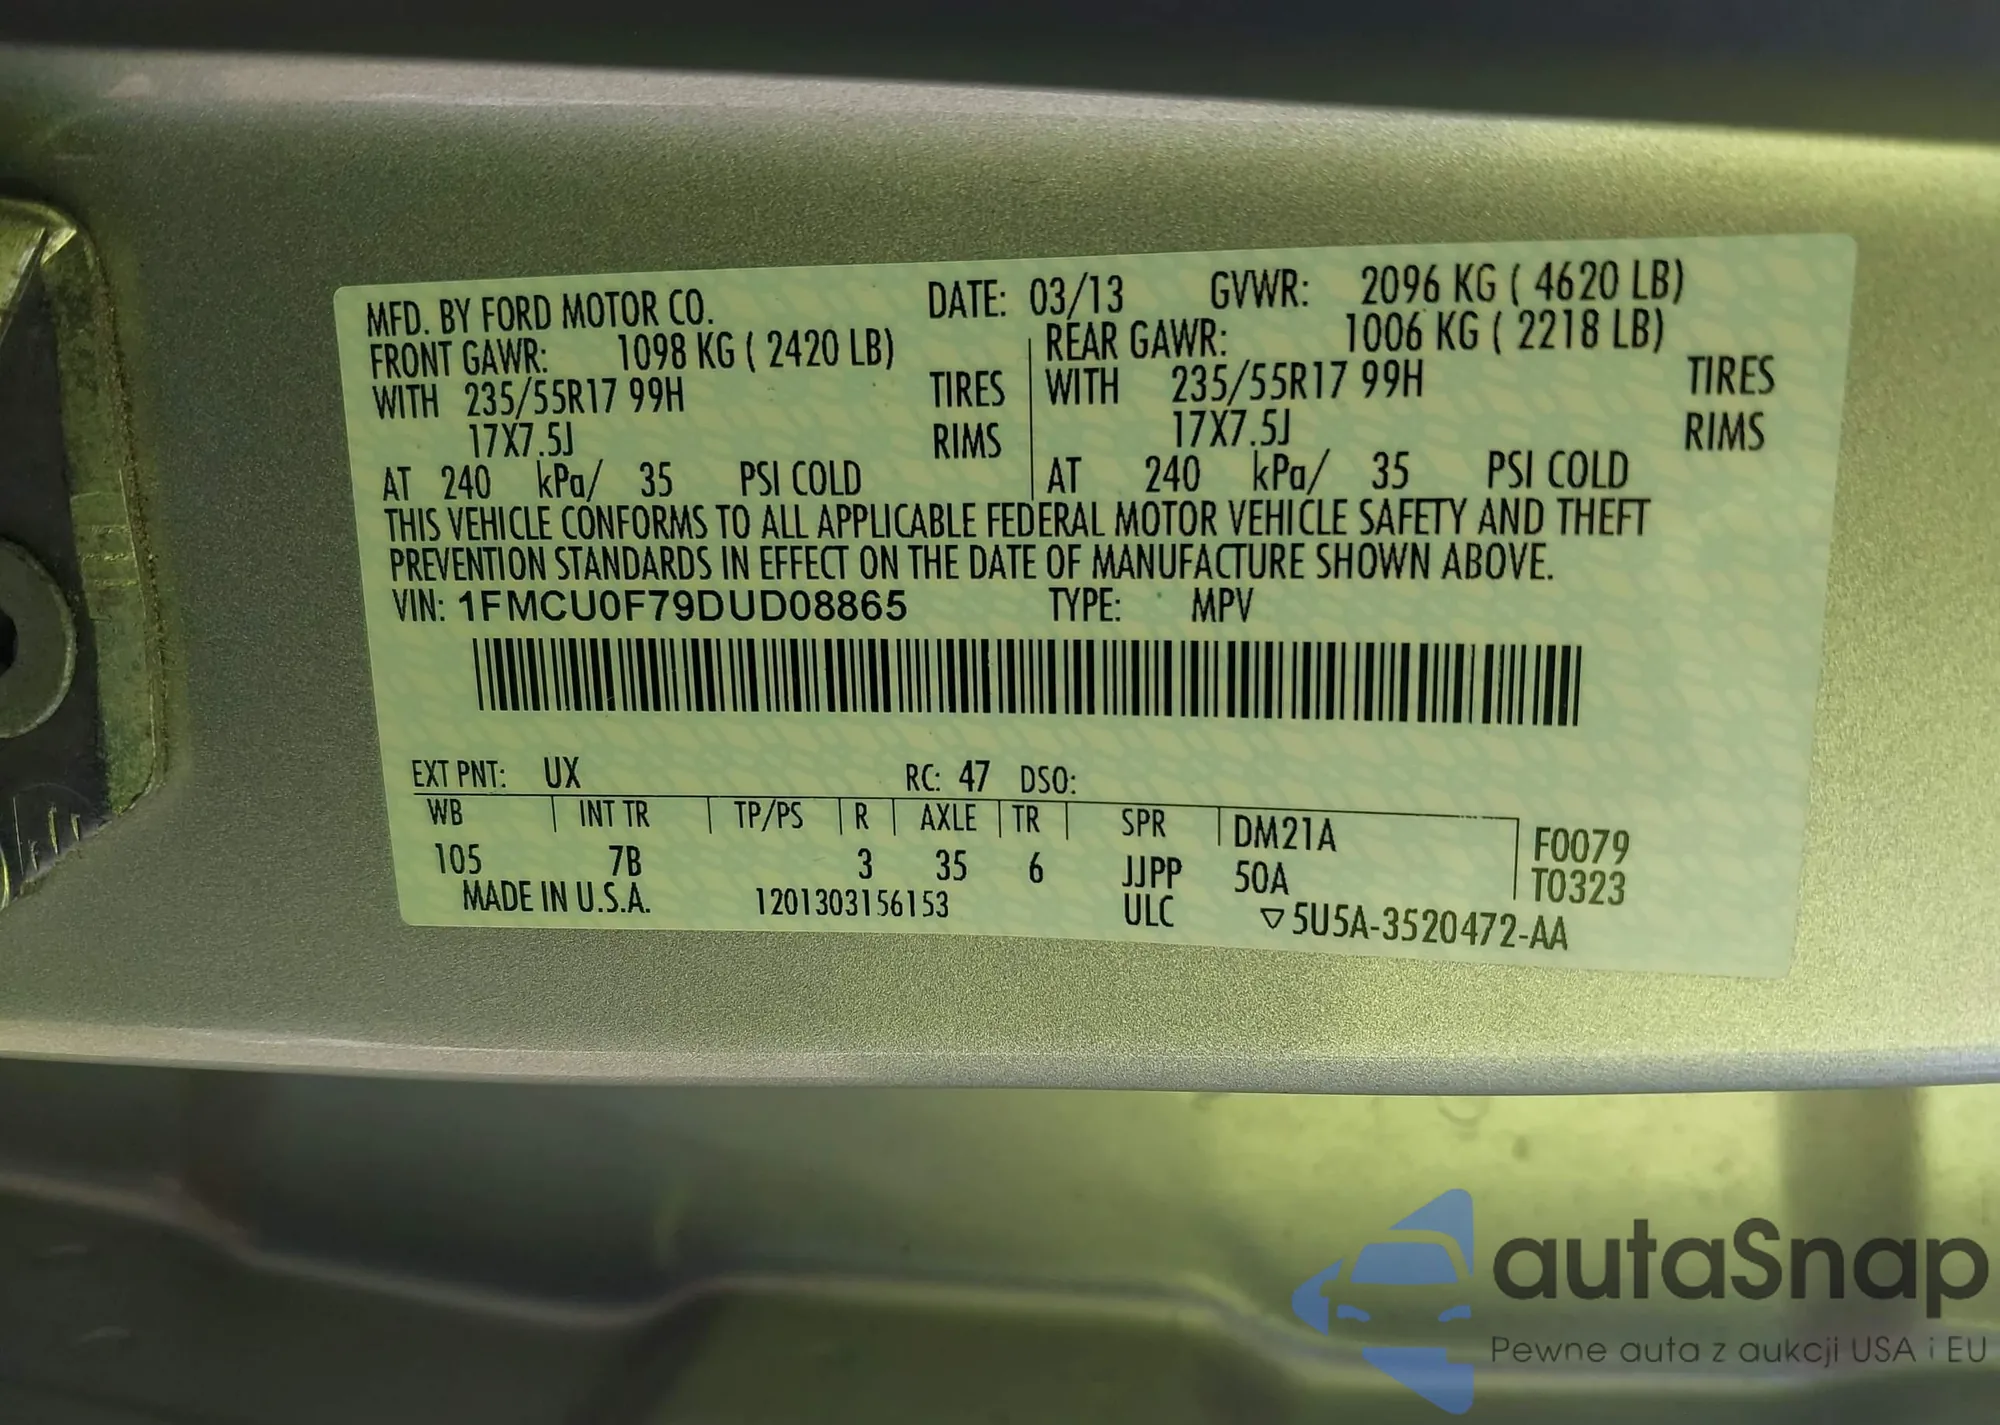 MFD. BY FORD MOTOR CO. DATE: 03/13 GVWR: 2096 KG ( 4620 LB)
FRONT GAWR: 1098 KG ( 2420 LB) REAR GAWR: 1006 KG ( 2218 LB)
WITH 235/55R17 99H TIRES WITH 235/55R17 99H TIRES
17X7.5J RIMS 17X7.5J RIMS
AT 240 kPa/ 35 PSI COLD AT 240 kPa/ 35 PSI COLD
THIS VEHICLE CONFORMS TO ALL APPLICABLE FEDERAL MOTOR VEHICLE SAFETY AND THEFT
PREVENTION STANDARDS IN EFFECT ON THE DATE OF MANUFACTURE SHOWN ABOVE.
VIN: 1FMCU0F79DUD08865 TYPE: MPV
EXT PNT: UX RC: 47 DSO:
WB INT TR TP/PS R AXLE TR SPR DM21A F0079
105 7B 3 35 6 JJPP 50A T0323
MADE IN U.S.A. 1201303156153 ULC ▽5U5A-3520472-AA
autaSnap
Pewne auta z aukcji USA i EU